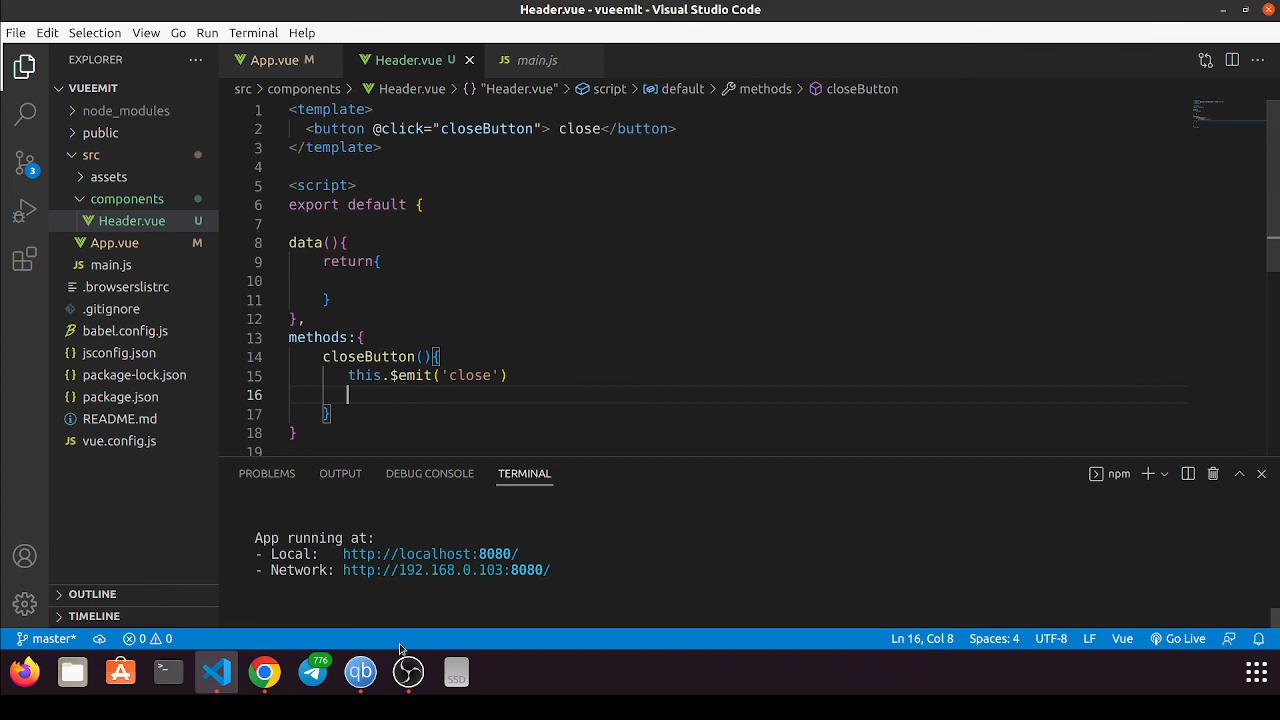 Header.vue - vueemit - Visual Studio Code
File Edit Selection View Go Run Terminal Help
EXPLORER
App.vue M
Header.vue U
main.js
VUEEMIT
node_modules
public
src
assets
components
Header.vue U
App.vue M
main.js
.browserslistrc
.gitignore
babel.config.js
jsconfig.json
package-lock.json
package.json
README.md
vue.config.js
OUTLINE
TIMELINE
3
src > components > Header.vue > {} "Header.vue" > script > default > methods > closeButton
1 <template>
2 <button @click="closeButton"> close</button>
3 </template>
4
5 <script>
6 export default {
7
8 data(){
9 return{
10
11 }
12 },
13 methods:{
14 closeButton(){
15 this.$emit('close')
16
17 }
18 }
19
PROBLEMS OUTPUT DEBUG CONSOLE TERMINAL
npm
App running at:
- Local: http://localhost:8080/
- Network: http://192.168.0.103:8080/
master* 0 0 Ln 16, Col 8 Spaces: 4 UTF-8 LF Vue Go Live
776
qb
SSD